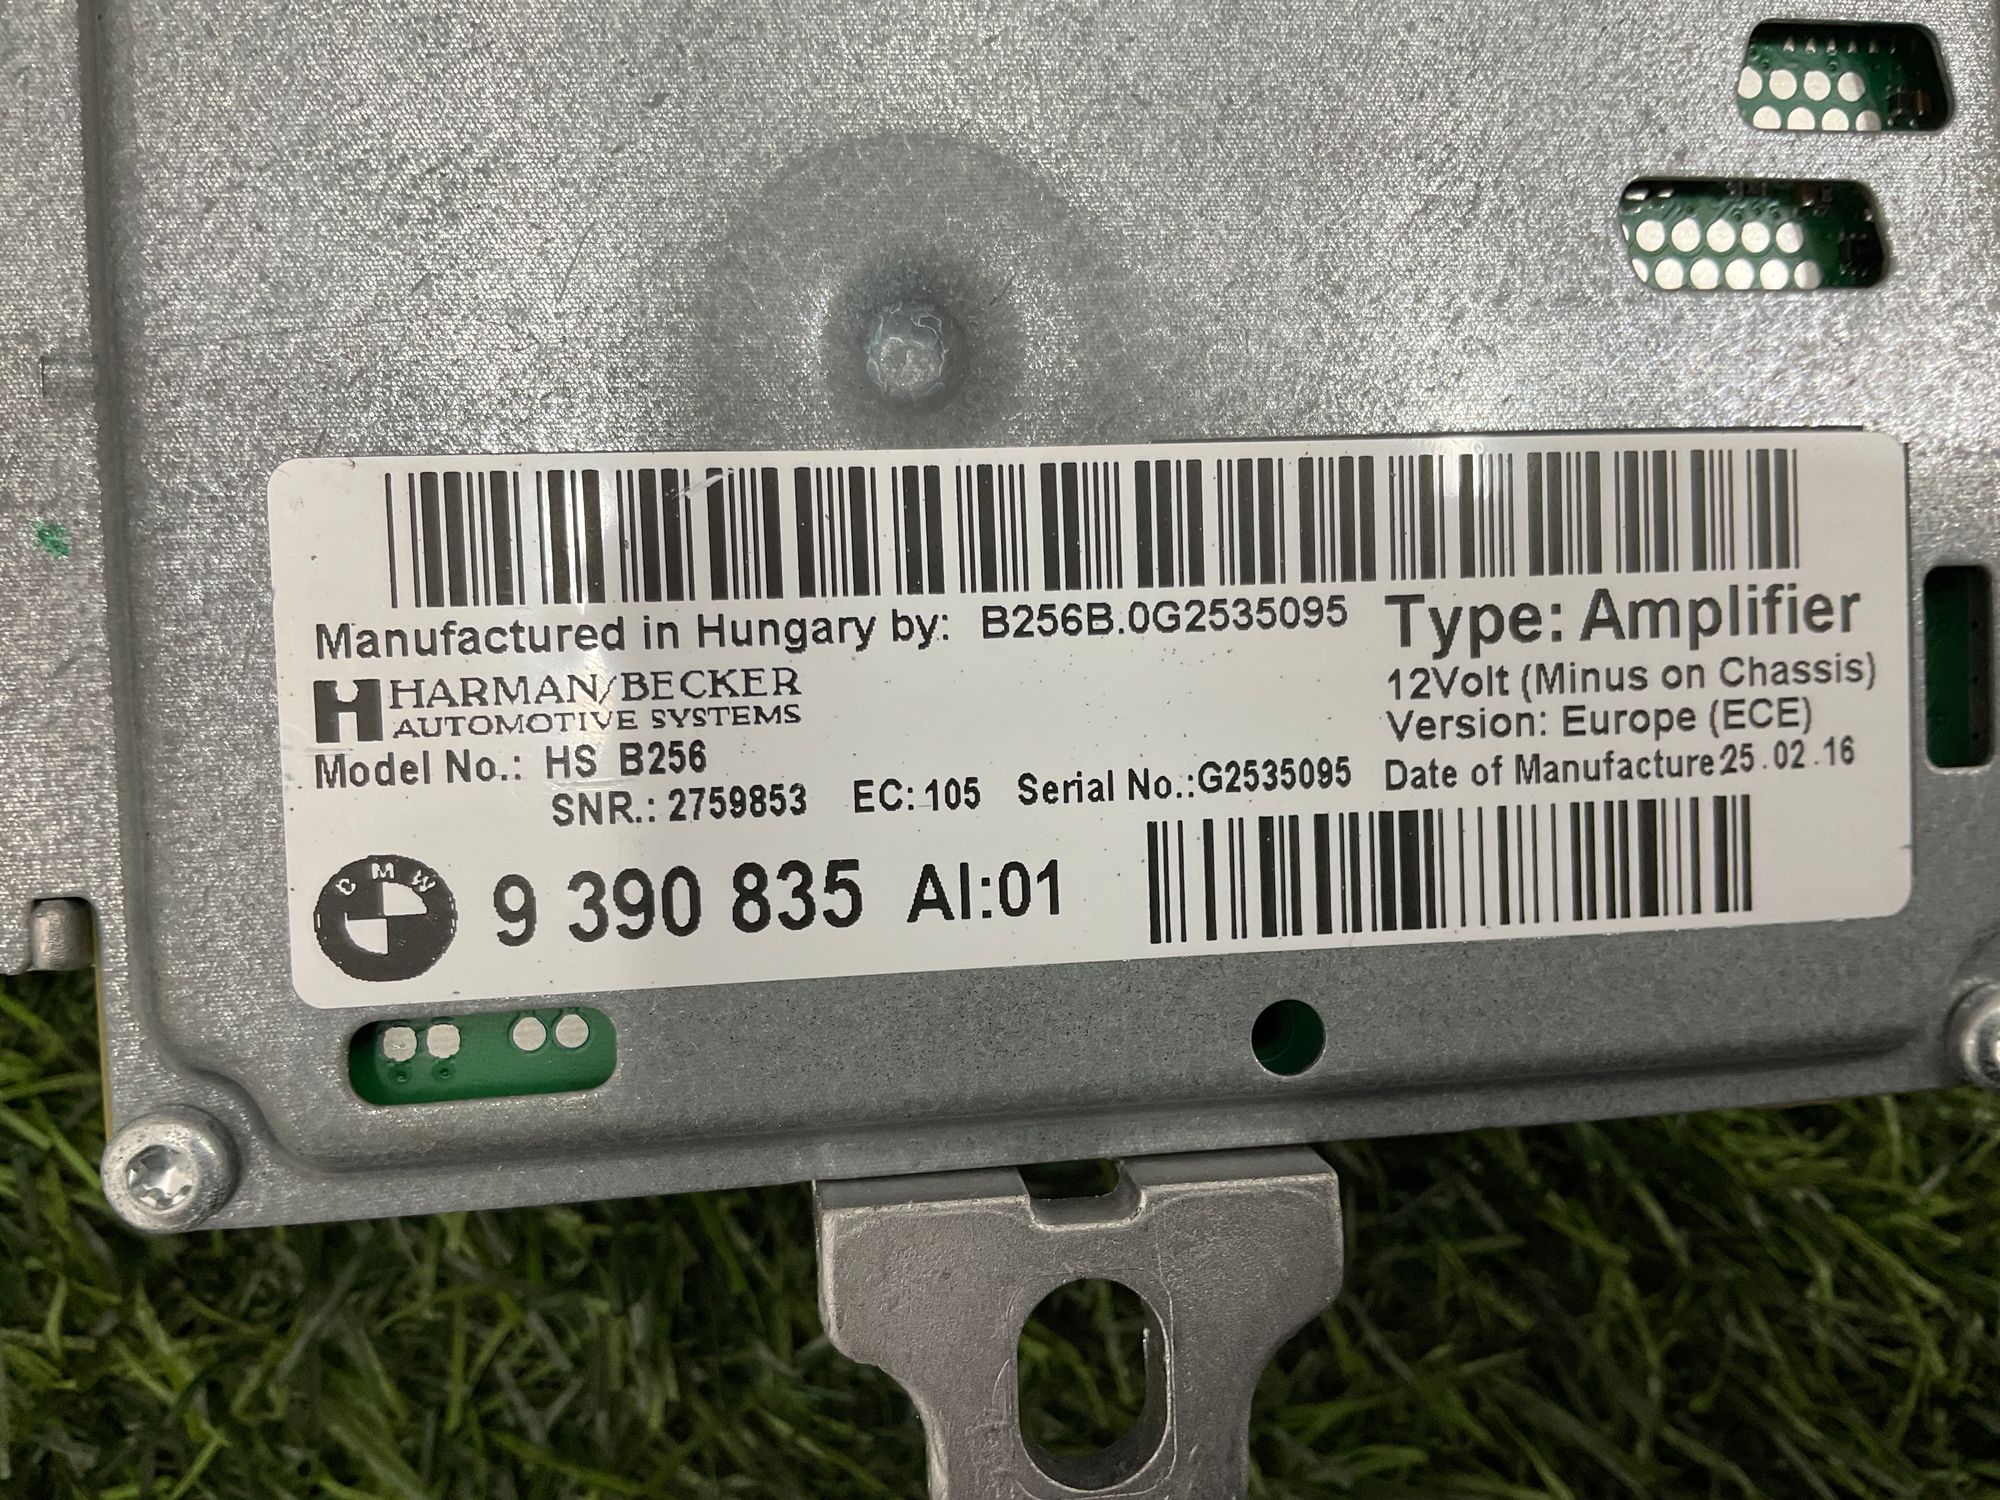 Manufactured in Hungary by: B256B.0G2535095 Type: Amplifier
HARMAN/BECKER
AUTOMOTIVE SYSTEMS
12Volt (Minus on Chassis)
Version: Europe (ECE)
Model No.: HS B256
SNR.: 2759853 EC: 105 Serial No.:G2535095 Date of Manufacture25.02.16
BMW 9 390 835 AI:01